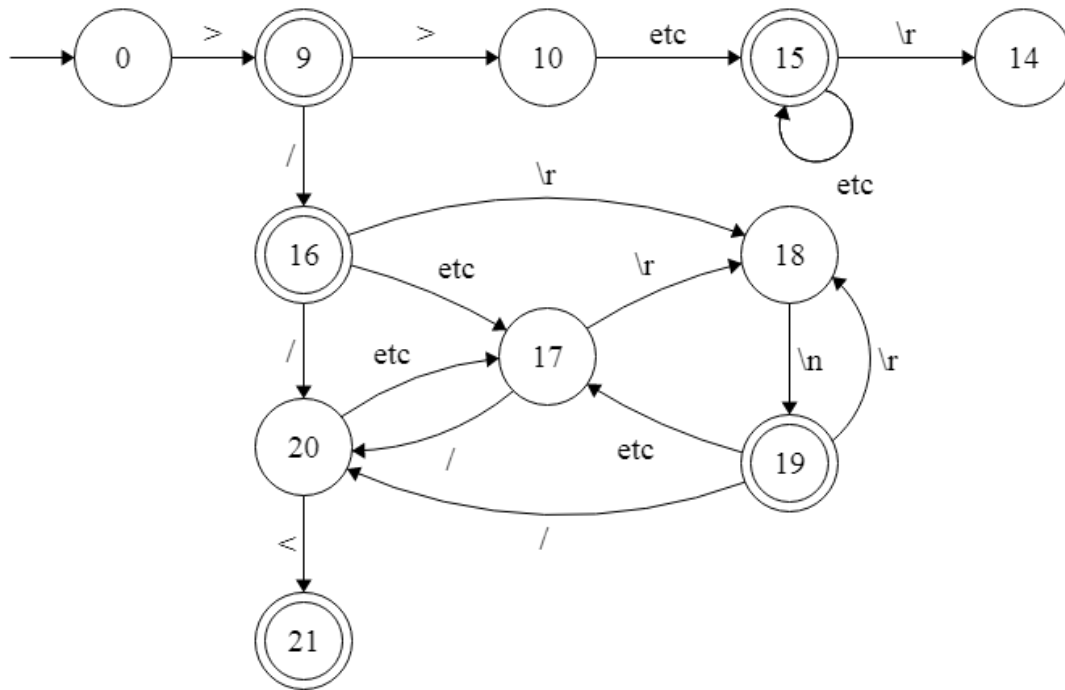 > > etc \r
0 9 10 15 14
/ etc
\r
16 etc \r 18
/ etc 17 \n \r
20 / etc 19
< /
21